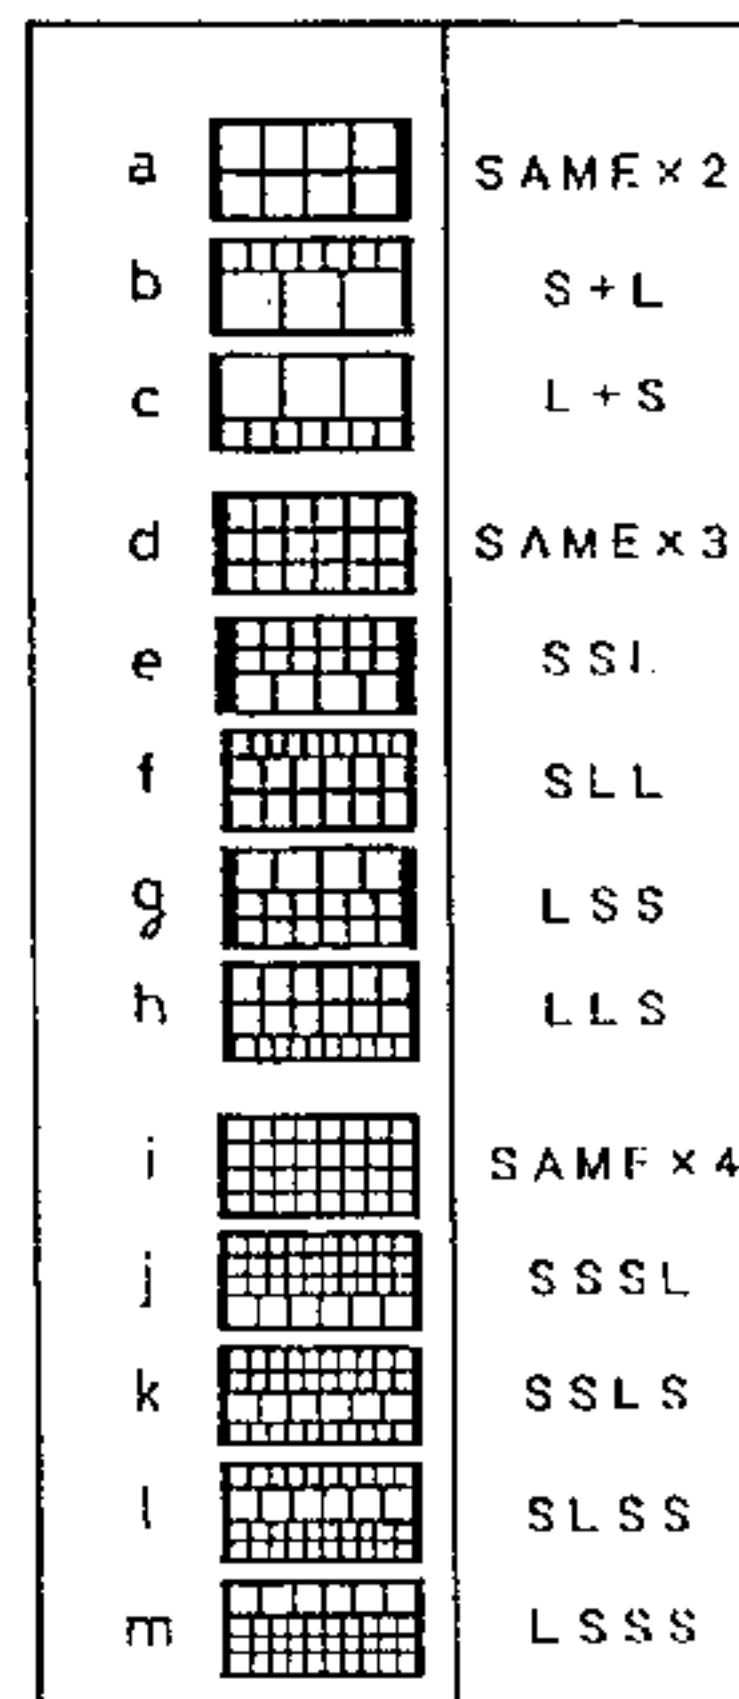 a SAME × 2
b S + L
c L + S
d SAME × 3
e SSL
f SLL
g LSS
h LLS
i SAME × 4
j SSSL
k SSLS
l SLSS
m LSSS